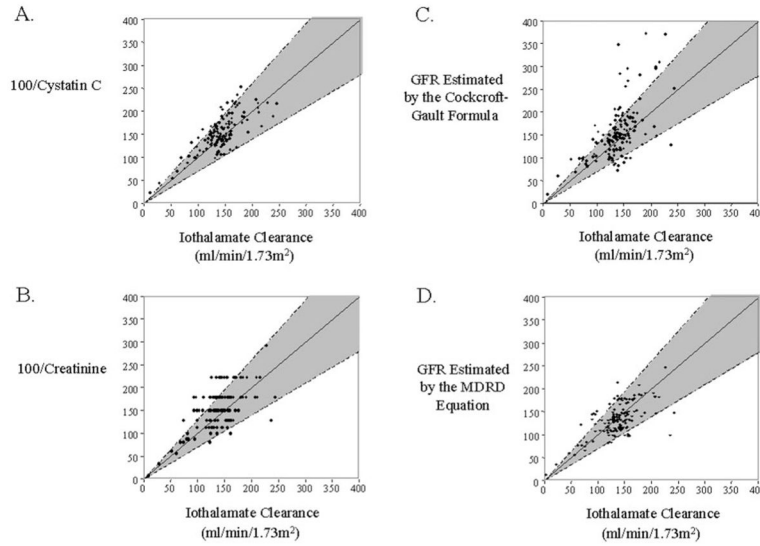 A.
100/Cystatin C
400
350
300
250
200
150
100
50
0
0 50 100 150 200 250 300 350 400
Iothalamate Clearance
(ml/min/1.73m²)
B.
100/Creatinine
400
350
300
250
200
150
100
50
0
0 50 100 150 200 250 300 350 400
Iothalamate Clearance
(ml/min/1.73m²)
C.
GFR Estimated
by the Cockcroft-
Gault Formula
400
350
300
250
200
150
100
50
0
0 50 100 150 200 250 300 350 400
Iothalamate Clearance
(ml/min/1.73m²)
D.
GFR Estimated
by the MDRD
Equation
400
350
300
250
200
150
100
50
0
0 50 100 150 200 250 300 350 400
Iothalamate Clearance
(ml/min/1.73m²)